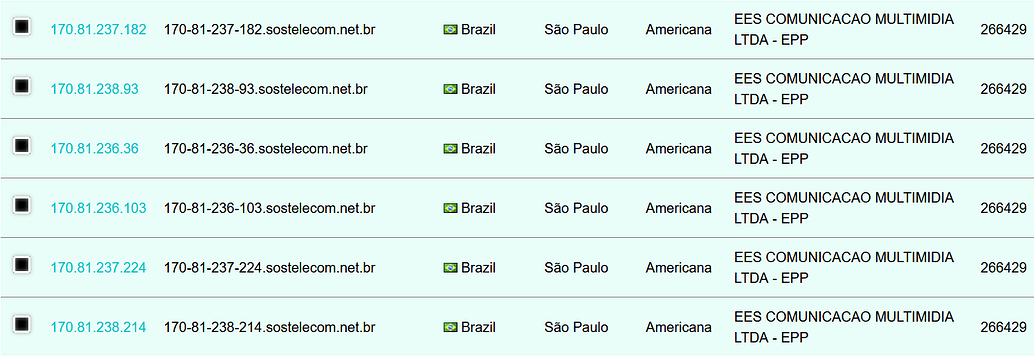 170.81.237.182 170-81-237-182.sostelecom.net.br Brazil São Paulo Americana EES COMUNICACAO MULTIMIDIA LTDA - EPP 266429
170.81.238.93 170-81-238-93.sostelecom.net.br Brazil São Paulo Americana EES COMUNICACAO MULTIMIDIA LTDA - EPP 266429
170.81.236.36 170-81-236-36.sostelecom.net.br Brazil São Paulo Americana EES COMUNICACAO MULTIMIDIA LTDA - EPP 266429
170.81.236.103 170-81-236-103.sostelecom.net.br Brazil São Paulo Americana EES COMUNICACAO MULTIMIDIA LTDA - EPP 266429
170.81.237.224 170-81-237-224.sostelecom.net.br Brazil São Paulo Americana EES COMUNICACAO MULTIMIDIA LTDA - EPP 266429
170.81.238.214 170-81-238-214.sostelecom.net.br Brazil São Paulo Americana EES COMUNICACAO MULTIMIDIA LTDA - EPP 266429